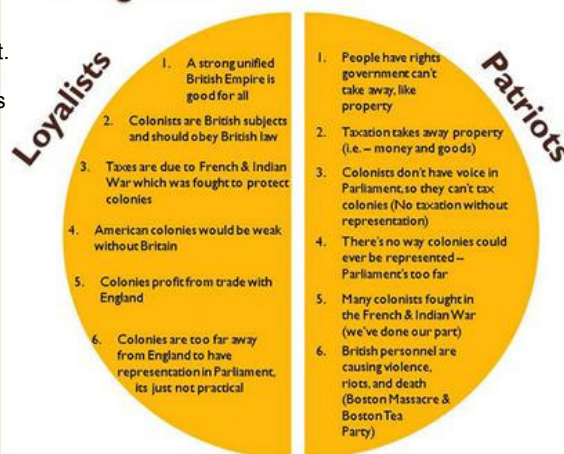 t.
s
Loyalists
1. A strong unified
British Empire is
good for all
2. Colonists are British subjects
and should obey British law
3. Taxes are due to French & Indian
War which was fought to protect
colonies
4. American colonies would be weak
without Britain
5. Colonies profit from trade with
England
6. Colonies are too far away
from England to have
representation in Parliament,
its just not practical
Patriots
1. People have rights
government can't
take away, like
property
2. Taxation takes away property
(i.e. – money and goods)
3. Colonists don't have voice in
Parliament, so they can't tax
colonies (No taxation without
representation)
4. There's no way colonies could
ever be represented –
Parliament's too far
5. Many colonists fought in
the French & Indian War
(we've done our part)
6. British personnel are
causing violence,
riots, and death
(Boston Massacre &
Boston Tea
Party)